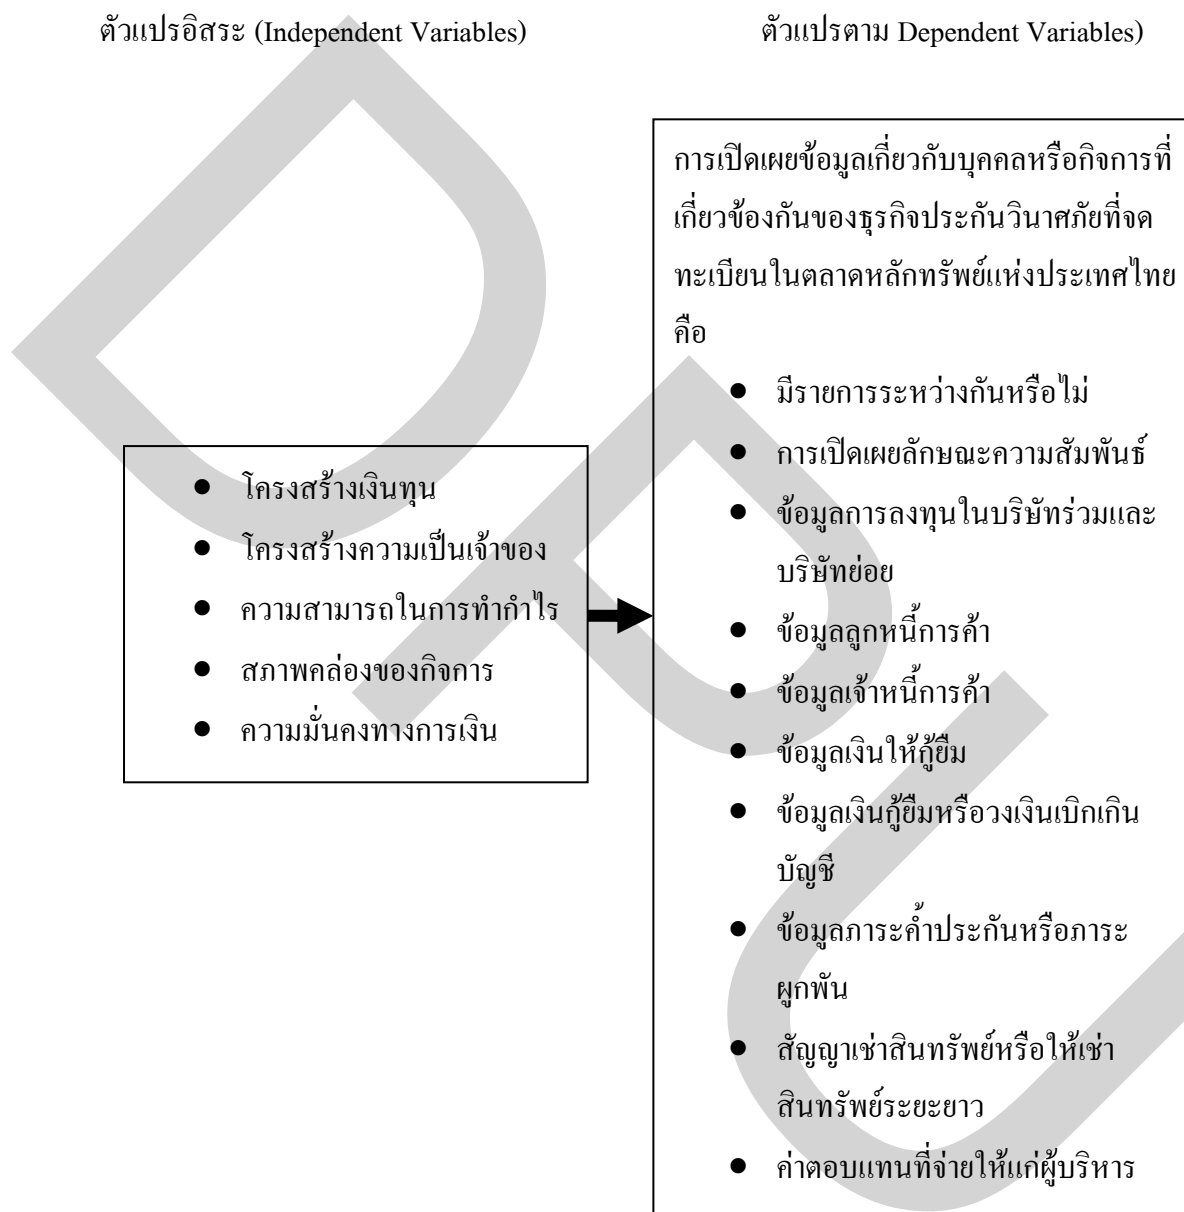 ตัวแปรอิสระ (Independent Variables)
ตัวแปรตาม Dependent Variables)
โครงสร้างเงินทุน
โครงสร้างความเป็นเจ้าของ
ความสามารถในการทำกำไร
สภาพคล่องของกิจการ
ความมั่นคงทางการเงิน
การเปิดเผยข้อมูลเกี่ยวกับบุคคลหรือกิจการที่
เกี่ยวข้องกันของธุรกิจประกันวินาศภัยที่จด
ทะเบียนในตลาดหลักทรัพย์แห่งประเทศไทย
คือ
มีรายการระหว่างกันหรือไม่
การเปิดเผยลักษณะความสัมพันธ์
ข้อมูลการลงทุนในบริษัทร่วมและ
บริษัทย่อย
ข้อมูลลูกหนี้การค้า
ข้อมูลเจ้าหนี้การค้า
ข้อมูลเงินให้กู้ยืม
ข้อมูลเงินกู้ยืมหรือวงเงินเบิกเกิน
บัญชี
ข้อมูลภาระค้ำประกันหรือภาระ
ผูกพัน
สัญญาเช่าสินทรัพย์หรือให้เช่า
สินทรัพย์ระยะยาว
ค่าตอบแทนที่จ่ายให้แก่ผู้บริหาร
DPU